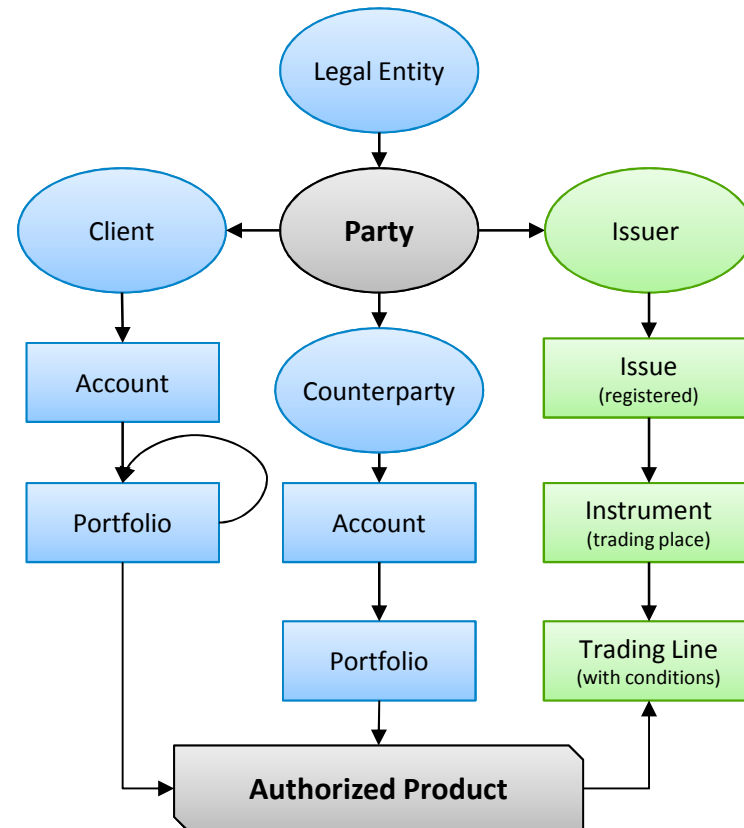 Legal Entity
Client
Party
Issuer
Account
Counterparty
Issue
(registered)
Portfolio
Account
Instrument
(trading place)
Portfolio
Trading Line
(with conditions)
Authorized Product